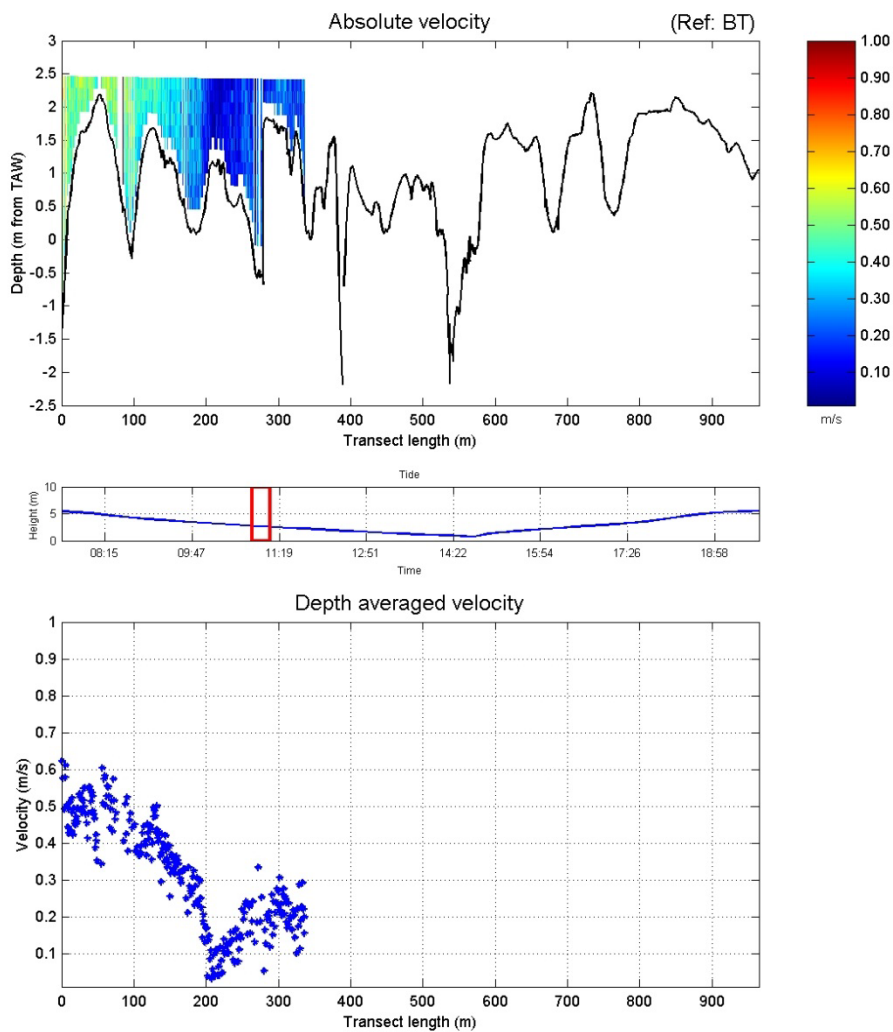 Absolute velocity (Ref: BT)
3
2.5
2
1.5
1
0.5
0
-0.5
-1
-1.5
-2
-2.5
Depth (m from TAW)
0 100 200 300 400 500 600 700 800 900
Transect length (m)
1.00
0.90
0.80
0.70
0.60
0.50
0.40
0.30
0.20
0.10
m/s
Tide
10
5
0
Height (m)
08:15 09:47 11:19 12:51 14:22 15:54 17:26 18:58
Time
Depth averaged velocity
1
0.9
0.8
0.7
0.6
0.5
0.4
0.3
0.2
0.1
Velocity (m/s)
0 100 200 300 400 500 600 700 800 900
Transect length (m)